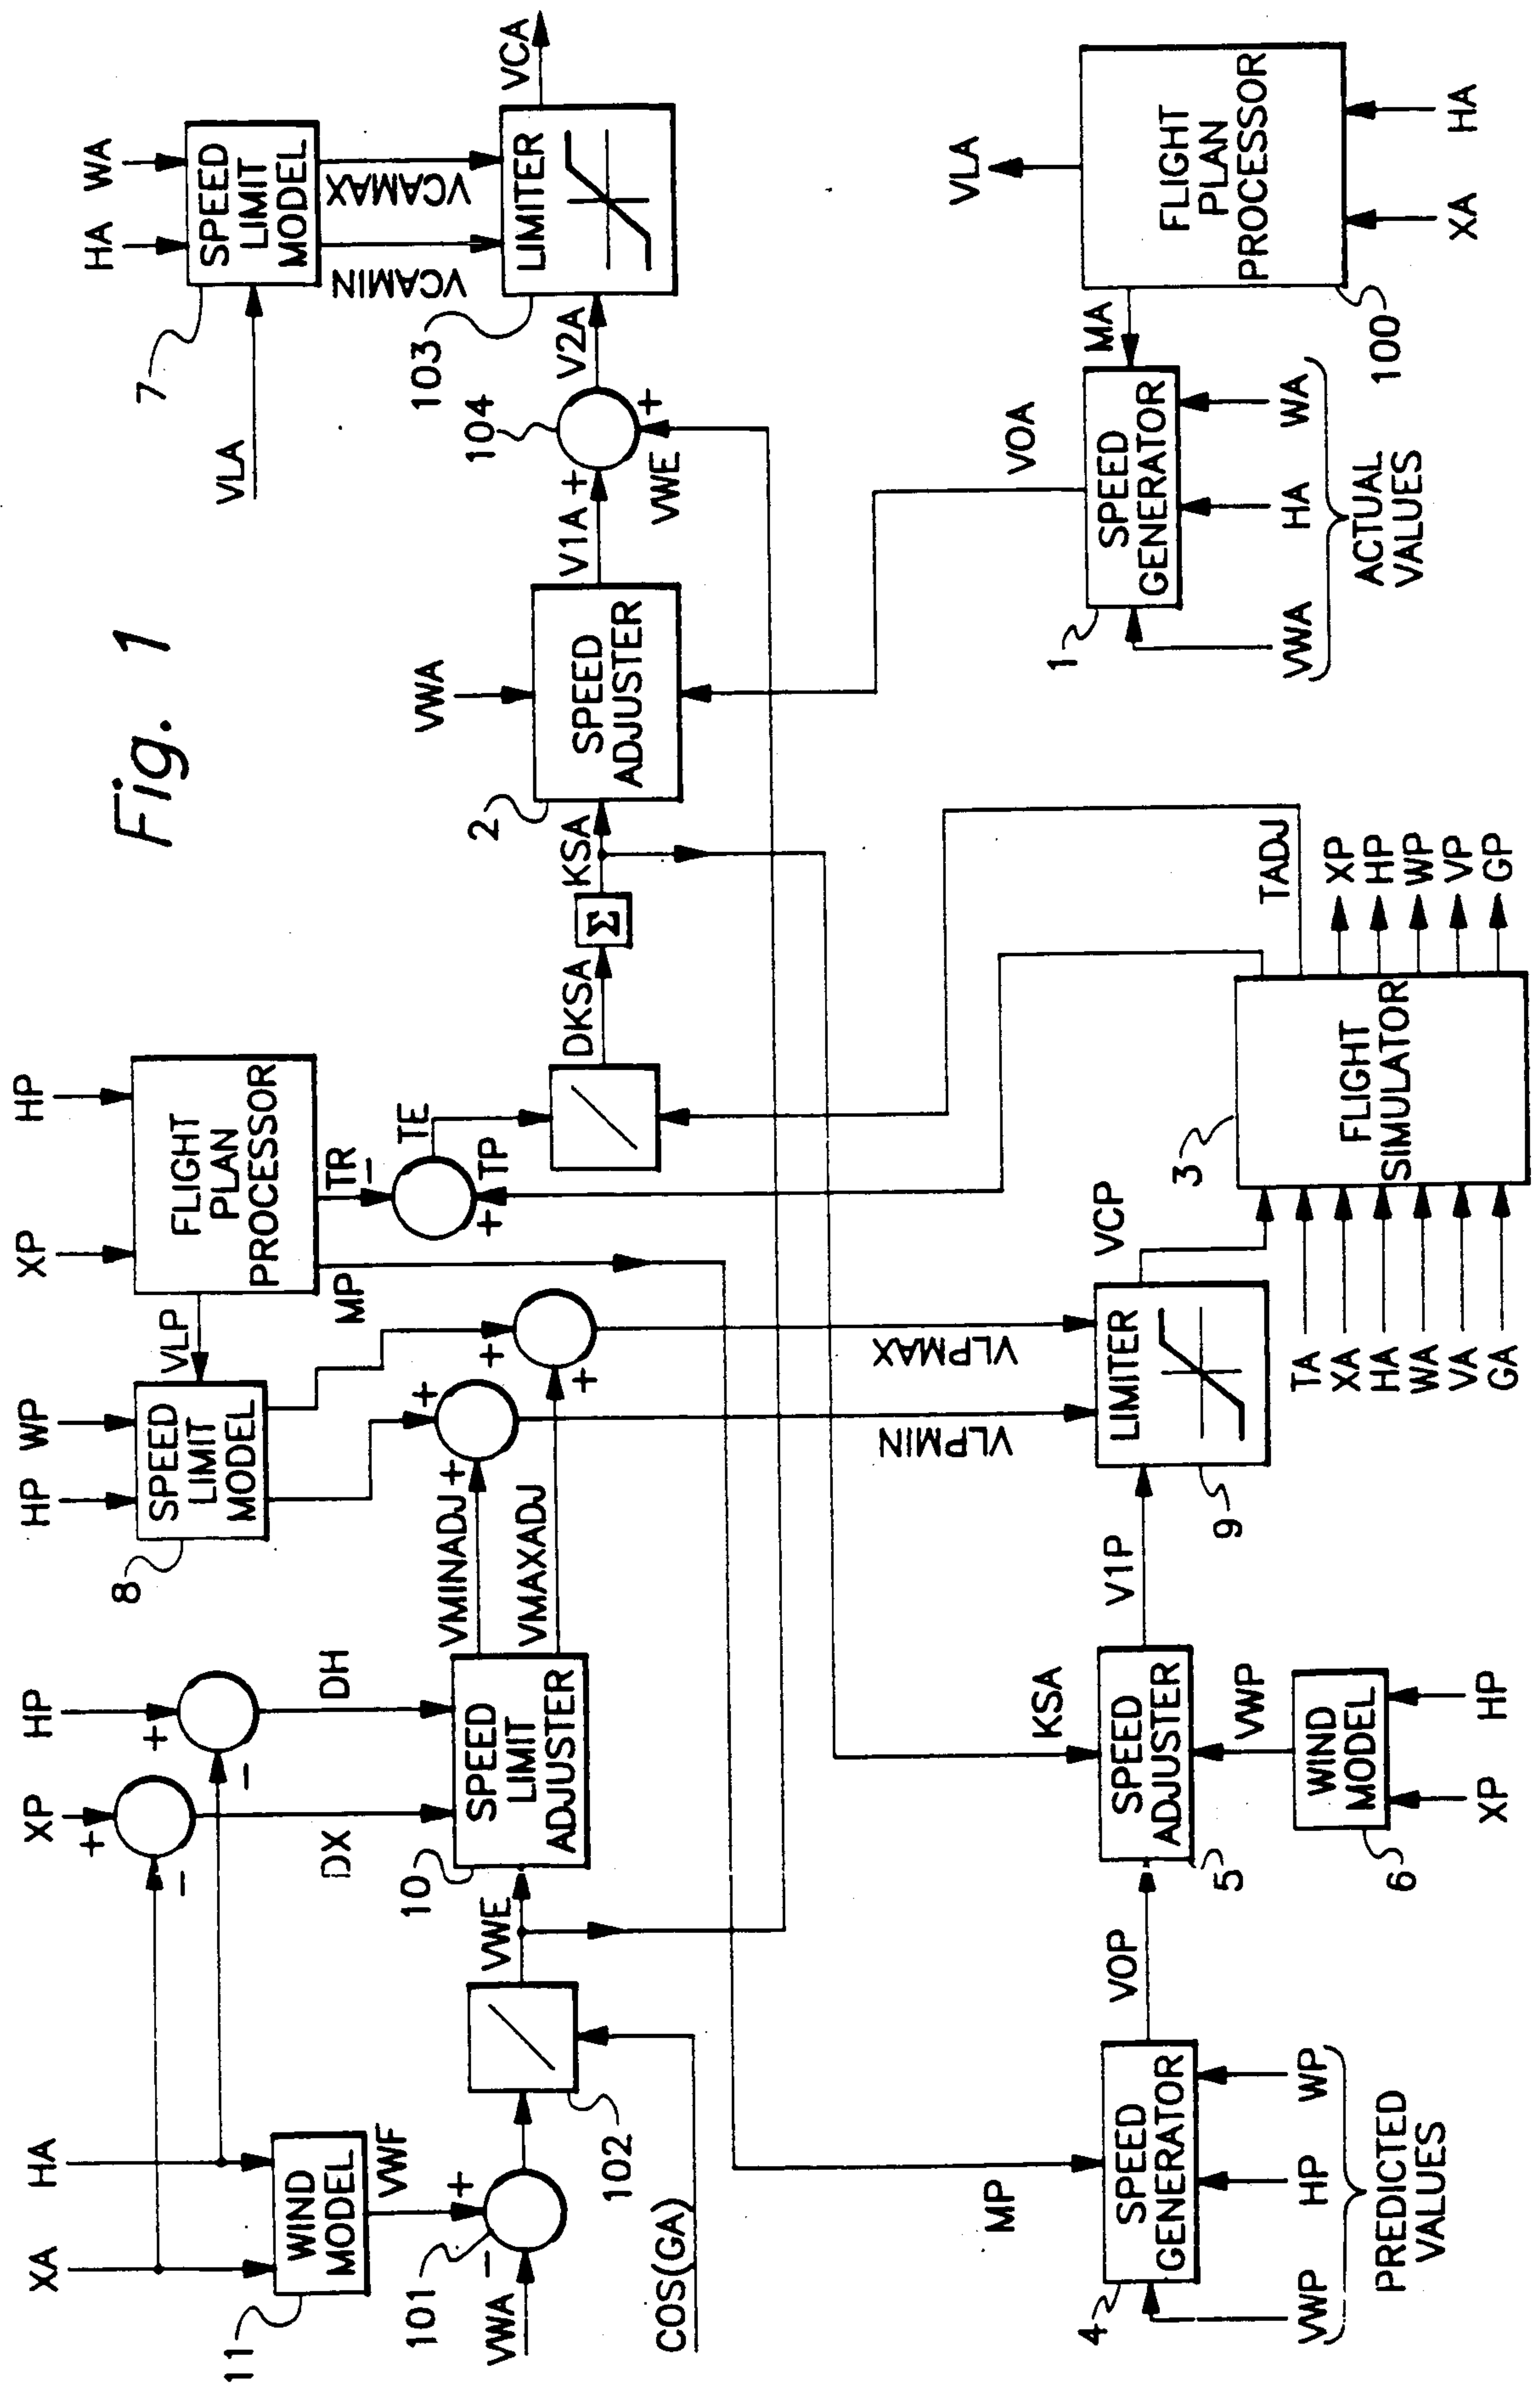 Fig. 1
XA
HA
11
WIND
MODEL
VWF
+
-
101
VWA
102
COS(GA)
VWE
XP
+
-
HP
+
-
DX
DH
10
SPEED
LIMIT
ADJUSTER
VMINADJ
+
+
VMAXADJ
+
+
HP
WP
8
SPEED
LIMIT
MODEL
VLP
XP
HP
FLIGHT
PLAN
PROCESSOR
MP
TR
-
+
TP
TE
DKSA
Σ
KSA
2
SPEED
ADJUSTER
VWA
V1A
+
104
+
VWE
V2A
103
LIMITER
VCA
VCAMIN
VCAMAX
7
SPEED
LIMIT
MODEL
HA
WA
VLA
MP
4
SPEED
GENERATOR
VWP
HP
WP
PREDICTED
VALUES
VOP
KSA
5
SPEED
ADJUSTER
VWP
6
WIND
MODEL
XP
HP
V1P
VLPMIN
VLPMAX
9
LIMITER
VCP
TA
XA
HA
WA
VA
GA
3
FLIGHT
SIMULATOR
TADJ
XP
HP
WP
VP
GP
VOA
1
SPEED
GENERATOR
VWA
HA
WA
ACTUAL
VALUES
MA
100
FLIGHT
PLAN
PROCESSOR
VLA
XA
HA